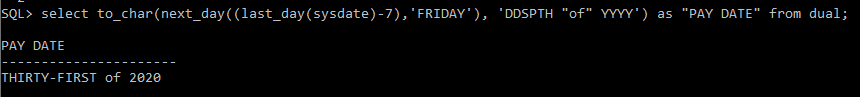 SQL> select to_char(next_day((last_day(sysdate)-7),'FRIDAY'), 'DDSPTH "of" YYYY') as "PAY DATE" from dual;
PAY DATE
----------------------
THIRTY-FIRST of 2020